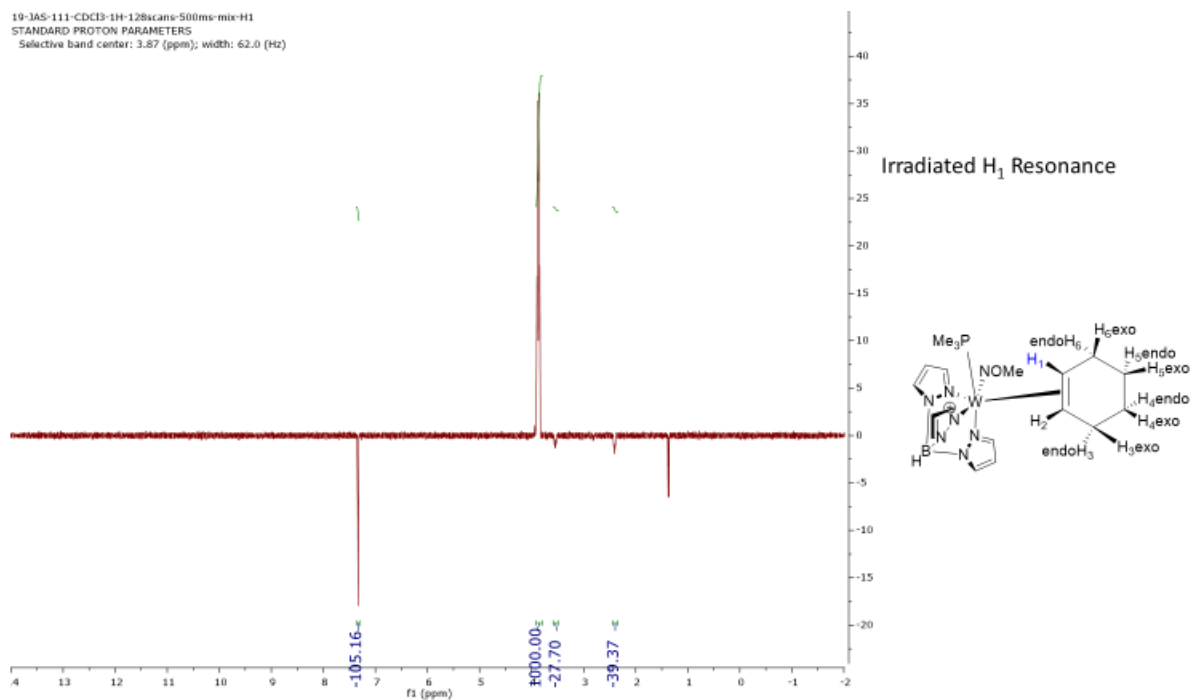 19-JAS-111-CDCl3-1H-128scans-500ms-mix-H1
STANDARD PROTON PARAMETERS
Selective band center: 3.87 (ppm); width: 62.0 (Hz)
40
35
30
25
20
15
10
5
0
-5
-10
-15
-20
-105.16
1000.00
-27.70
-39.37
14 13 12 11 10 9 8 7 6 5 4 3 2 1 0 -1 -2
f1 (ppm)
Irradiated H1 Resonance
H6exo
endoH6
Me3P
H1
H5endo
NOMe
H5exo
N
W
H4endo
N
N
H2
H4exo
N
N
B
N
H
endoH3
H3exo